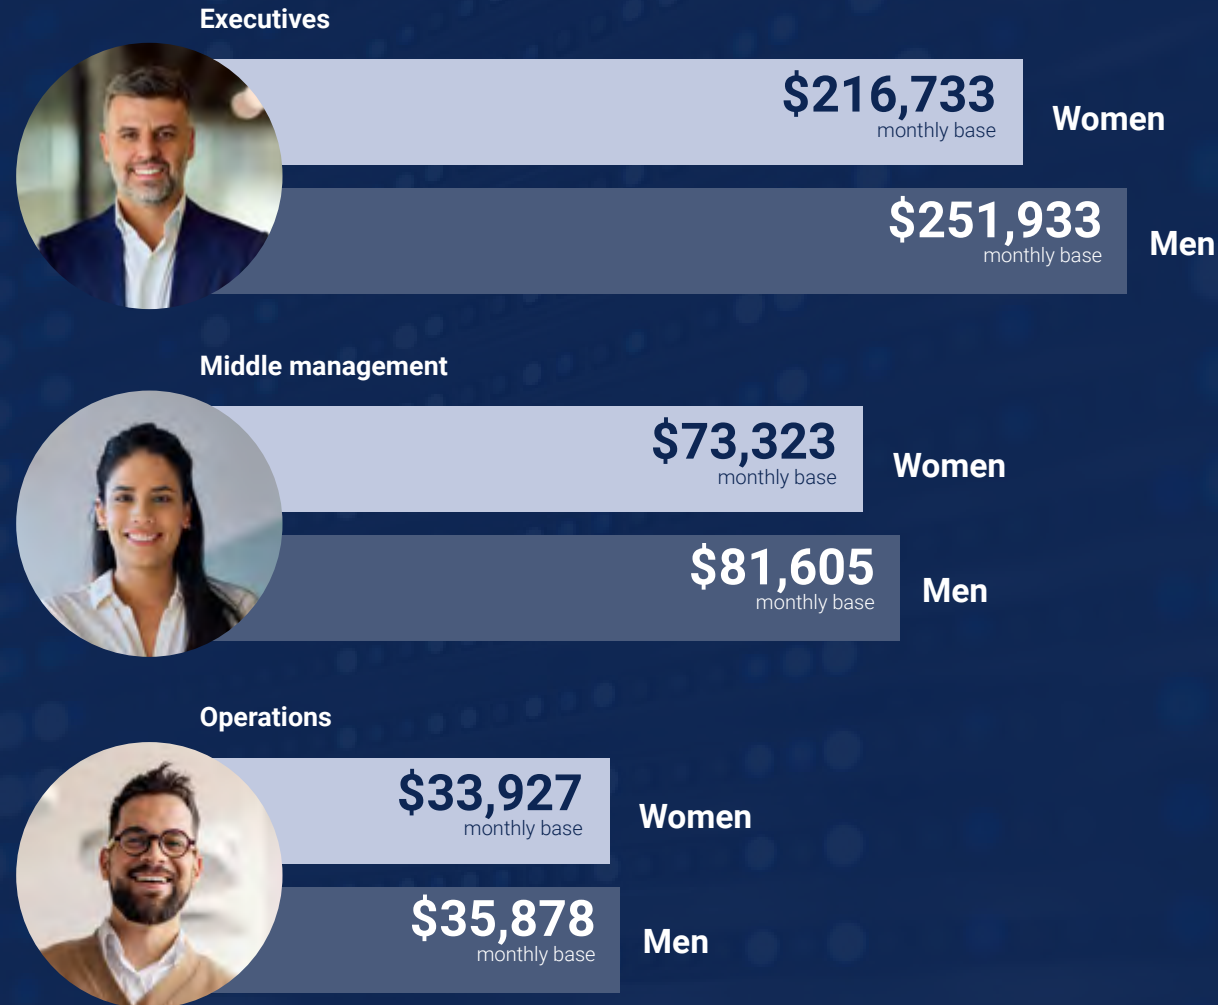 Executives
$216,733
monthly base
Women
$251,933
monthly base
Men
Middle management
$73,323
monthly base
Women
$81,605
monthly base
Men
Operations
$33,927
monthly base
Women
$35,878
monthly base
Men